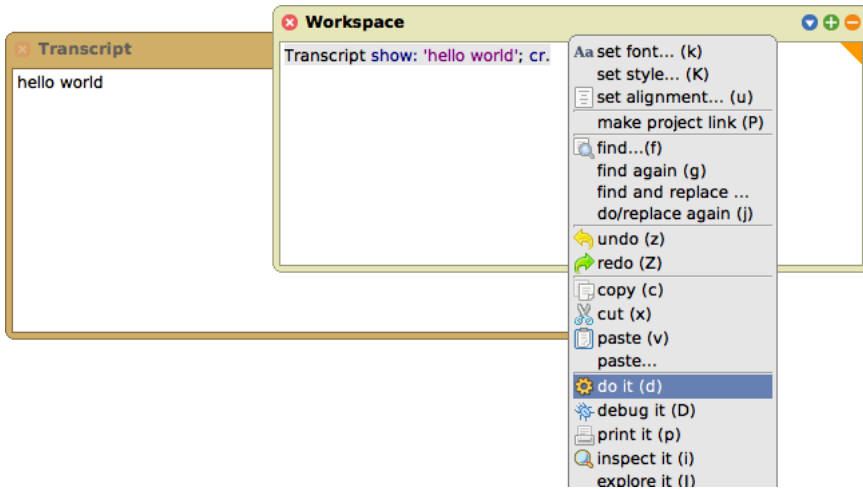 Transcript
hello world
Workspace
Transcript show: 'hello world'; cr.
Aa set font... (k)
set style... (K)
set alignment... (u)
make project link (P)
find...(f)
find again (g)
find and replace ...
do/replace again (j)
undo (z)
redo (Z)
copy (c)
cut (x)
paste (v)
paste...
do it (d)
debug it (D)
print it (p)
inspect it (i)
explore it (I)